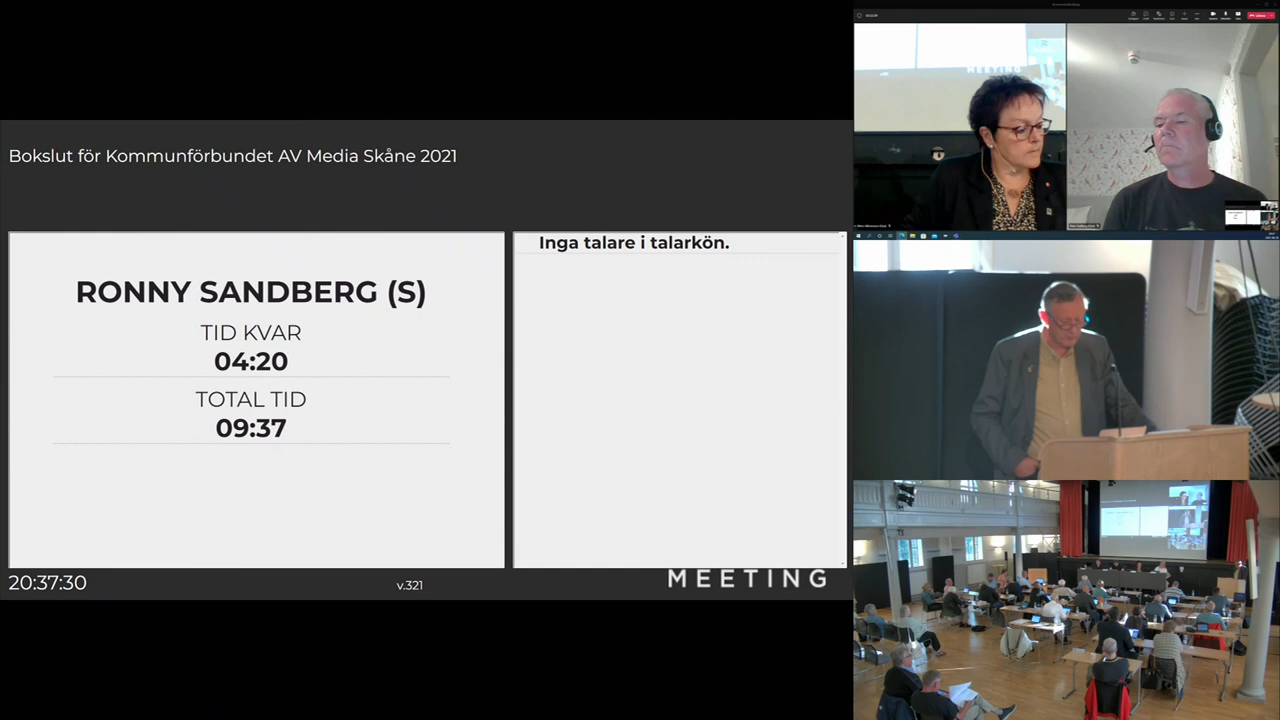 Bokslut för Kommunförbundet AV Media Skåne 2021
RONNY SANDBERG (S)
TID KVAR
04:20
TOTAL TID
09:37
Inga talare i talarkön.
20:37:30
v.321
MEETING
MEETING